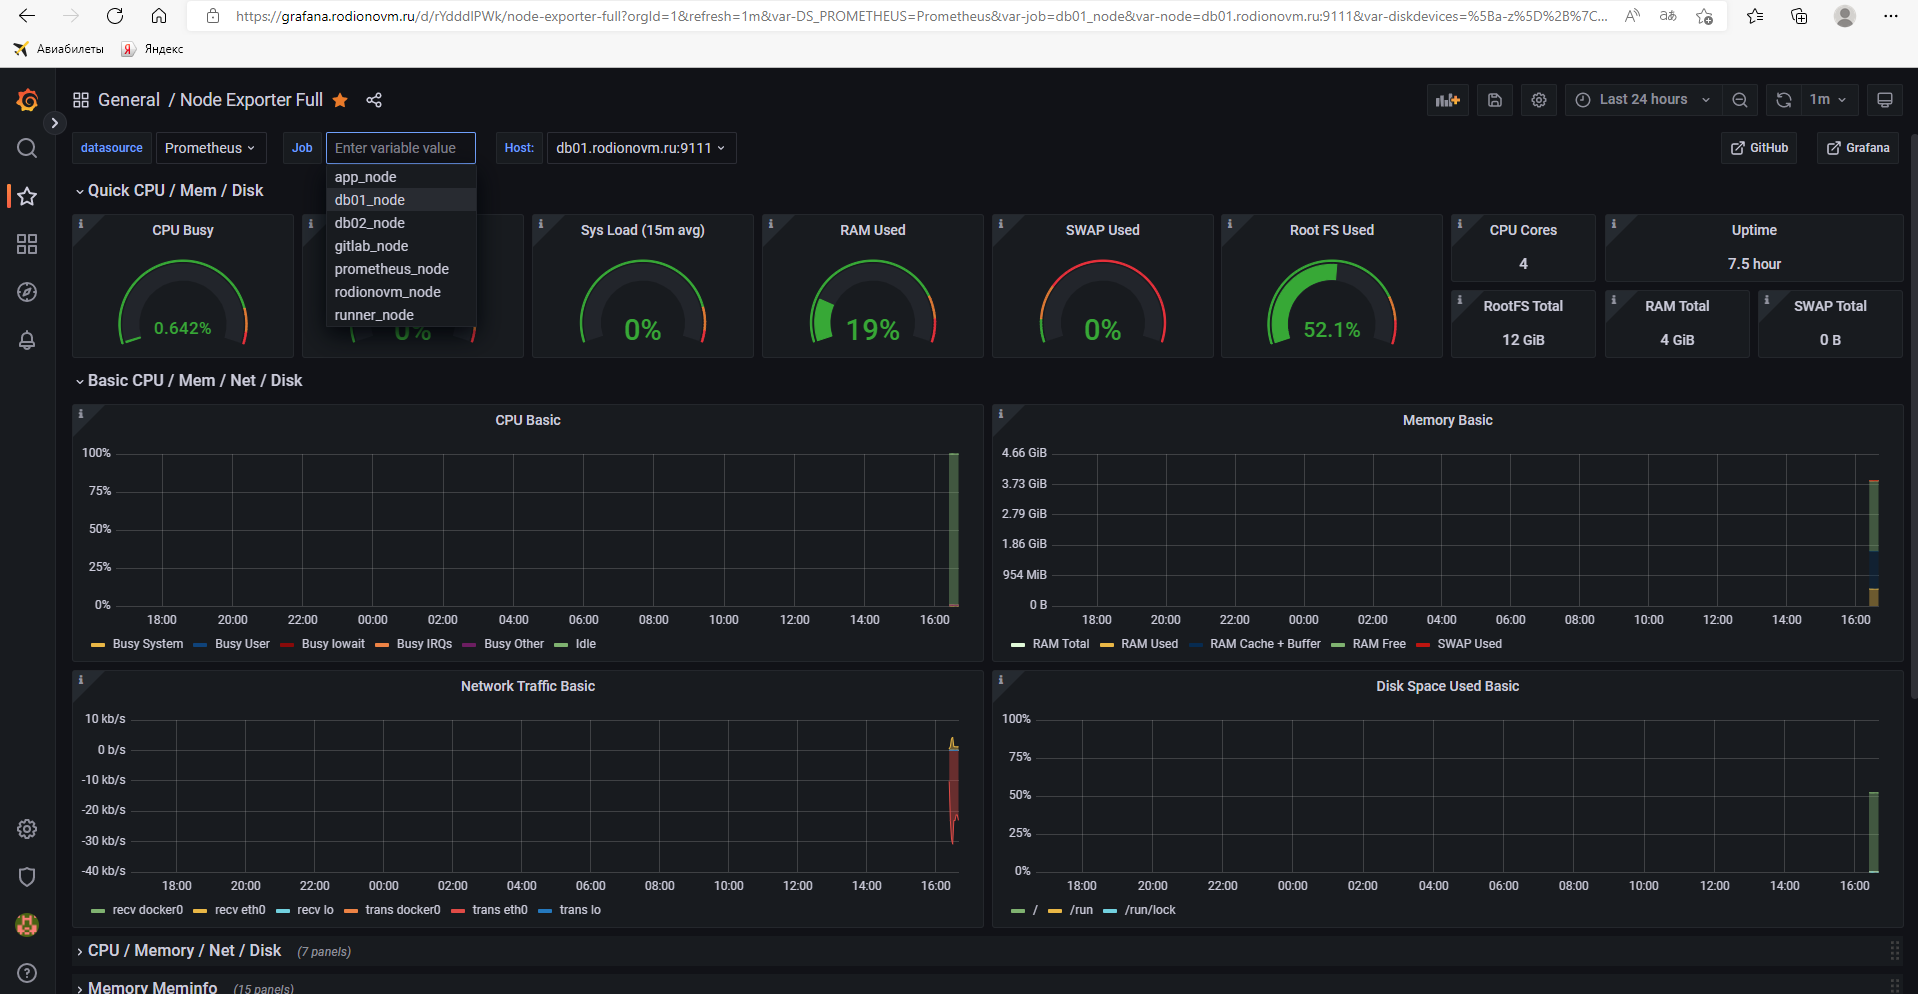 https://grafana.rodionovm.ru/d/rYdddlPWk/node-exporter-full?orgId=1&refresh=1m&var-DS_PROMETHEUS=Prometheus&var-job=db01_node&var-node=db01.rodionovm.ru:9111&var-diskdevices=%5Ba-z%5D%2B%7C...
Авиабилеты Яндекс
General / Node Exporter Full
Last 24 hours 1m
datasource Prometheus Job Enter variable value Host: db01.rodionovm.ru:9111 GitHub Grafana
app_node
db01_node
db02_node
gitlab_node
prometheus_node
rodionovm_node
runner_node
Quick CPU / Mem / Disk
CPU Busy
0.642%
0%
Sys Load (15m avg)
0%
RAM Used
19%
SWAP Used
0%
Root FS Used
52.1%
CPU Cores
4
Uptime
7.5 hour
RootFS Total
12 GiB
RAM Total
4 GiB
SWAP Total
0 B
Basic CPU / Mem / Net / Disk
CPU Basic
100%
75%
50%
25%
0%
18:00 20:00 22:00 00:00 02:00 04:00 06:00 08:00 10:00 12:00 14:00 16:00
Busy System Busy User Busy Iowait Busy IRQs Busy Other Idle
Memory Basic
4.66 GiB
3.73 GiB
2.79 GiB
1.86 GiB
954 MiB
0 B
18:00 20:00 22:00 00:00 02:00 04:00 06:00 08:00 10:00 12:00 14:00 16:00
RAM Total RAM Used RAM Cache + Buffer RAM Free SWAP Used
Network Traffic Basic
10 kb/s
0 b/s
-10 kb/s
-20 kb/s
-30 kb/s
-40 kb/s
18:00 20:00 22:00 00:00 02:00 04:00 06:00 08:00 10:00 12:00 14:00 16:00
recv docker0 recv eth0 recv lo trans docker0 trans eth0 trans lo
Disk Space Used Basic
100%
75%
50%
25%
0%
18:00 20:00 22:00 00:00 02:00 04:00 06:00 08:00 10:00 12:00 14:00 16:00
/ /run /run/lock
CPU / Memory / Net / Disk (7 panels)
Memory Meminfo (15 panels)